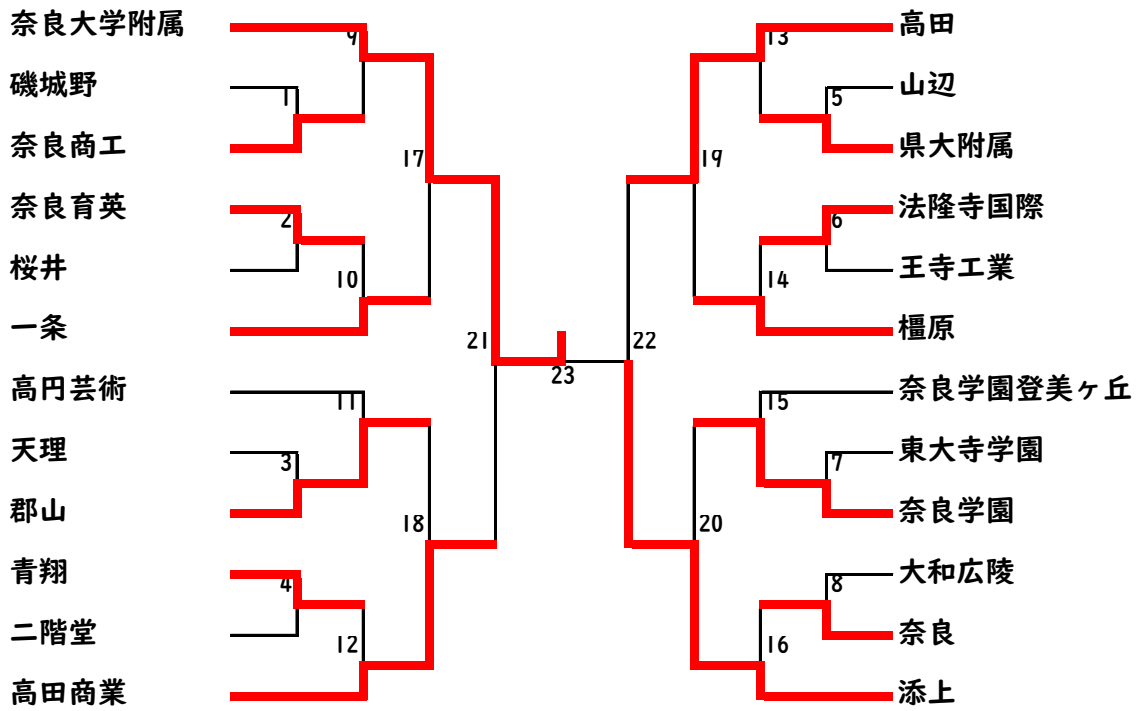 奈良大学附属
9
磯城野
1
奈良商工
17
奈良育英
2
桜井
10
一条
21
高円芸術
11
天理
3
郡山
18
青翔
4
二階堂
12
高田商業
23
高田
13
山辺
5
県大附属
19
法隆寺国際
6
王寺工業
14
橿原
22
奈良学園登美ヶ丘
15
東大寺学園
7
奈良学園
20
大和広陵
8
奈良
16
添上